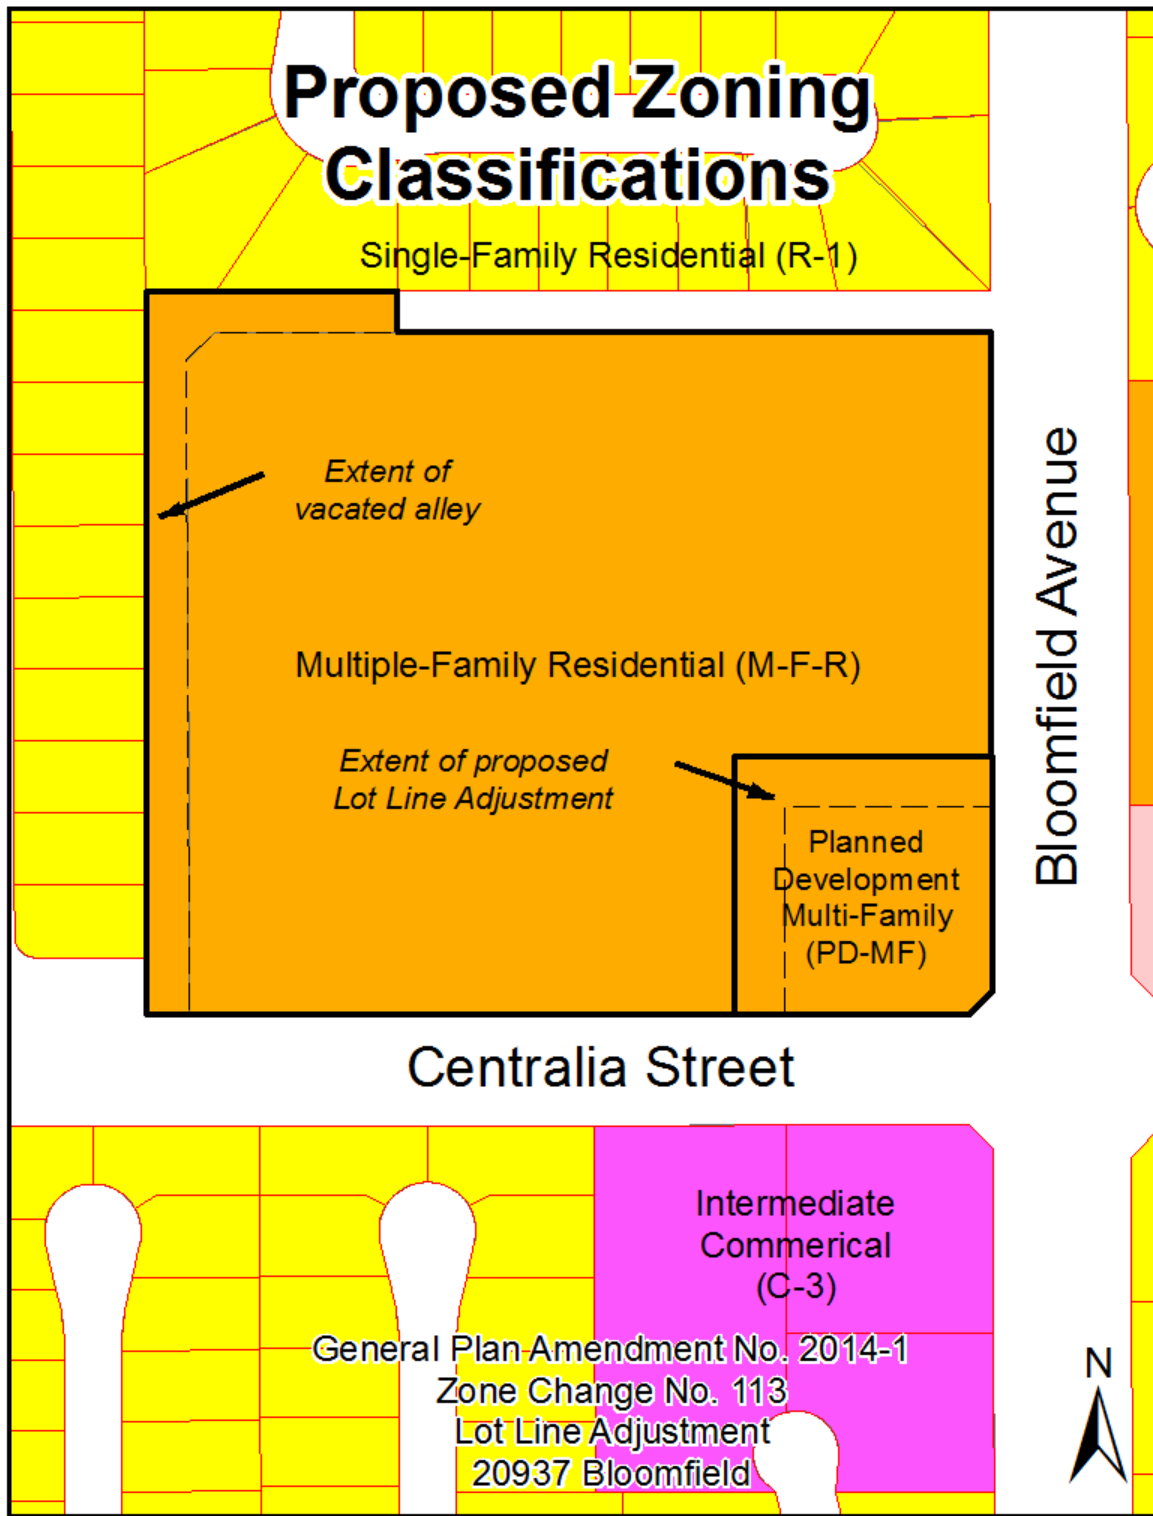 Proposed Zoning
Classifications
Single-Family Residential (R-1)
Extent of
vacated alley
Bloomfield Avenue
Multiple-Family Residential (M-F-R)
Extent of proposed
Lot Line Adjustment
Planned
Development
Multi-Family
(PD-MF)
Centralia Street
Intermediate
Commerical
(C-3)
General Plan Amendment No. 2014-1
Zone Change No. 113
Lot Line Adjustment
20937 Bloomfield
N